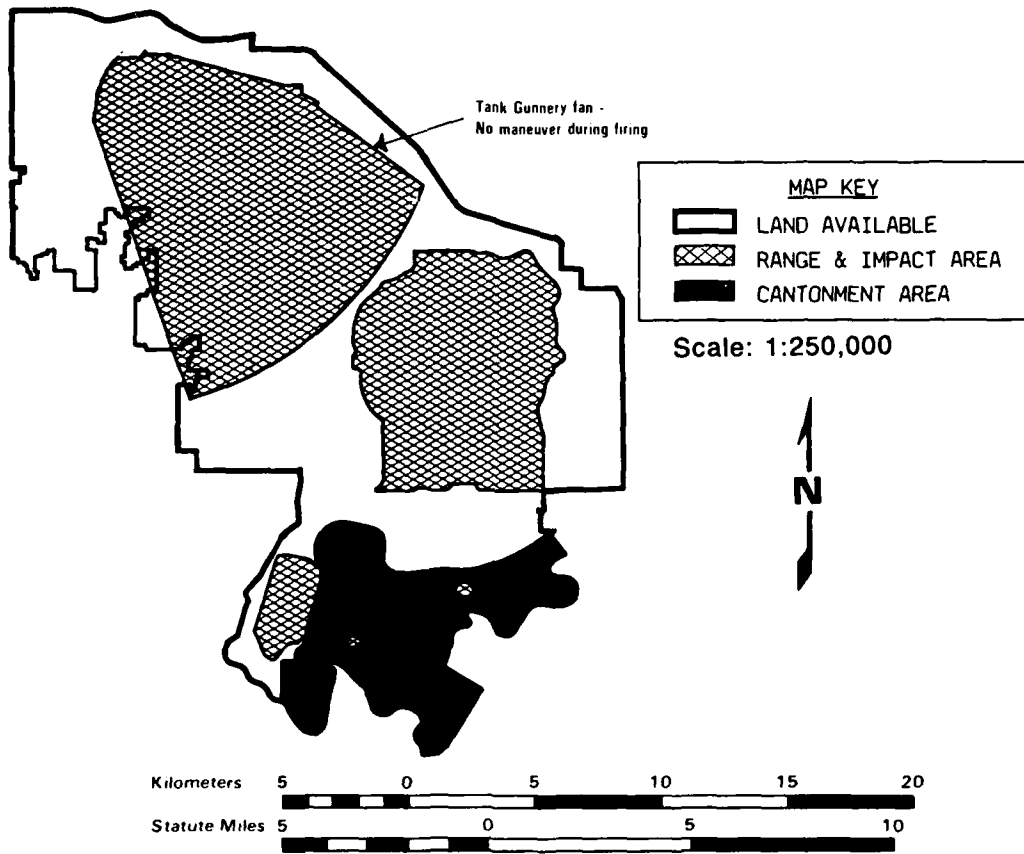 Tank Gunnery fan -
No maneuver during firing
MAP KEY
LAND AVAILABLE
RANGE & IMPACT AREA
CANTONMENT AREA
Scale: 1:250,000
N
Kilometers 5 0 5 10 15 20
Statute Miles 5 0 5 10